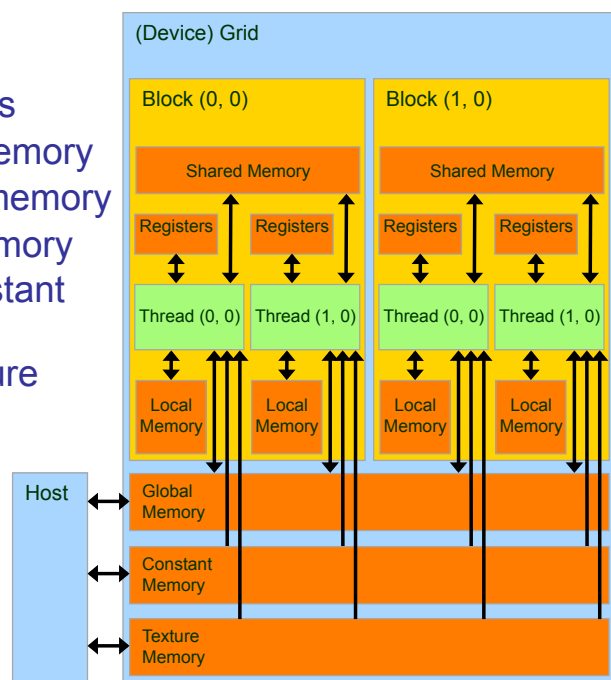 (Device) Grid
s
emory
memory
mory
stant
ure
Block (0, 0)
Shared Memory
Registers
Registers
Thread (0, 0)
Thread (1, 0)
Local
Memory
Local
Memory
Block (1, 0)
Shared Memory
Registers
Registers
Thread (0, 0)
Thread (1, 0)
Local
Memory
Local
Memory
Host
Global
Memory
Constant
Memory
Texture
Memory